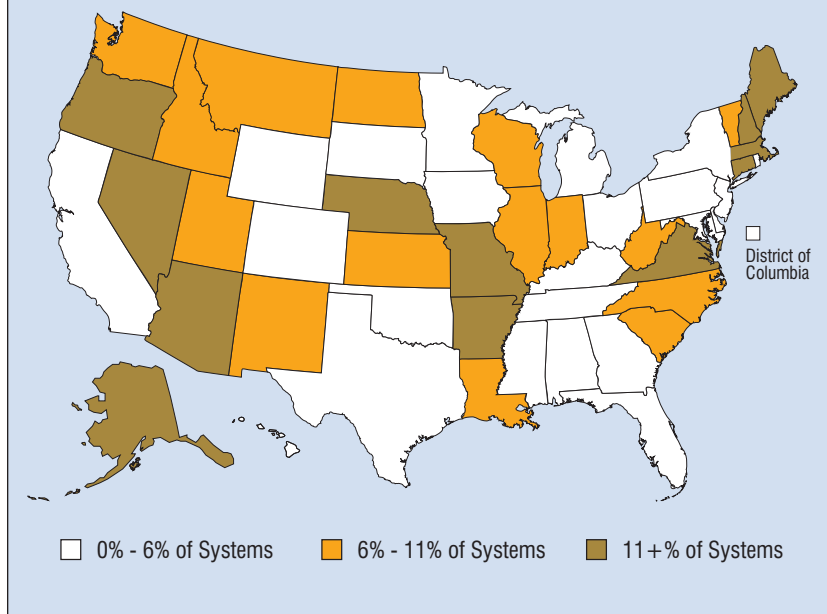 District of
Columbia
0% - 6% of Systems
6% - 11% of Systems
11+% of Systems